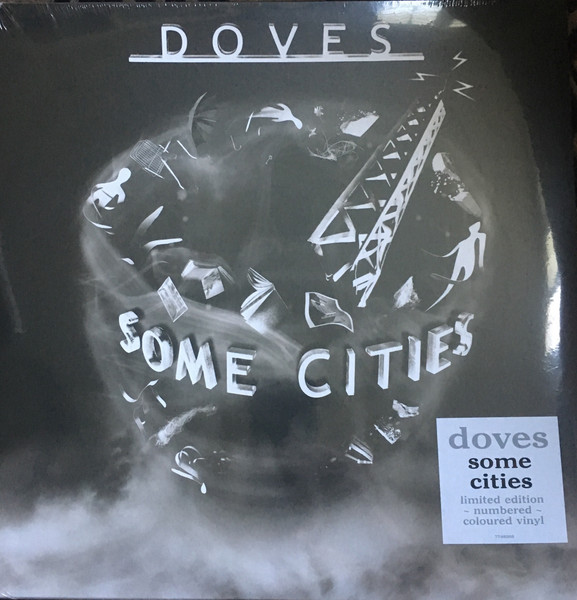 DOVES
SOME CITIES
doves
some
cities
limited edition
~ numbered ~
coloured vinyl